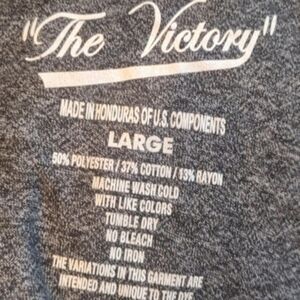 "The Victory"
MADE IN HONDURAS OF U.S. COMPONENTS
LARGE
50% POLYESTER / 37% COTTON / 13% RAYON
MACHINE WASH COLD
WITH LIKE COLORS
TUMBLE DRY
NO BLEACH
NO IRON
THE VARIATIONS IN THIS GARMENT ARE
INTENDED AND UNIQUE TO THE DYE